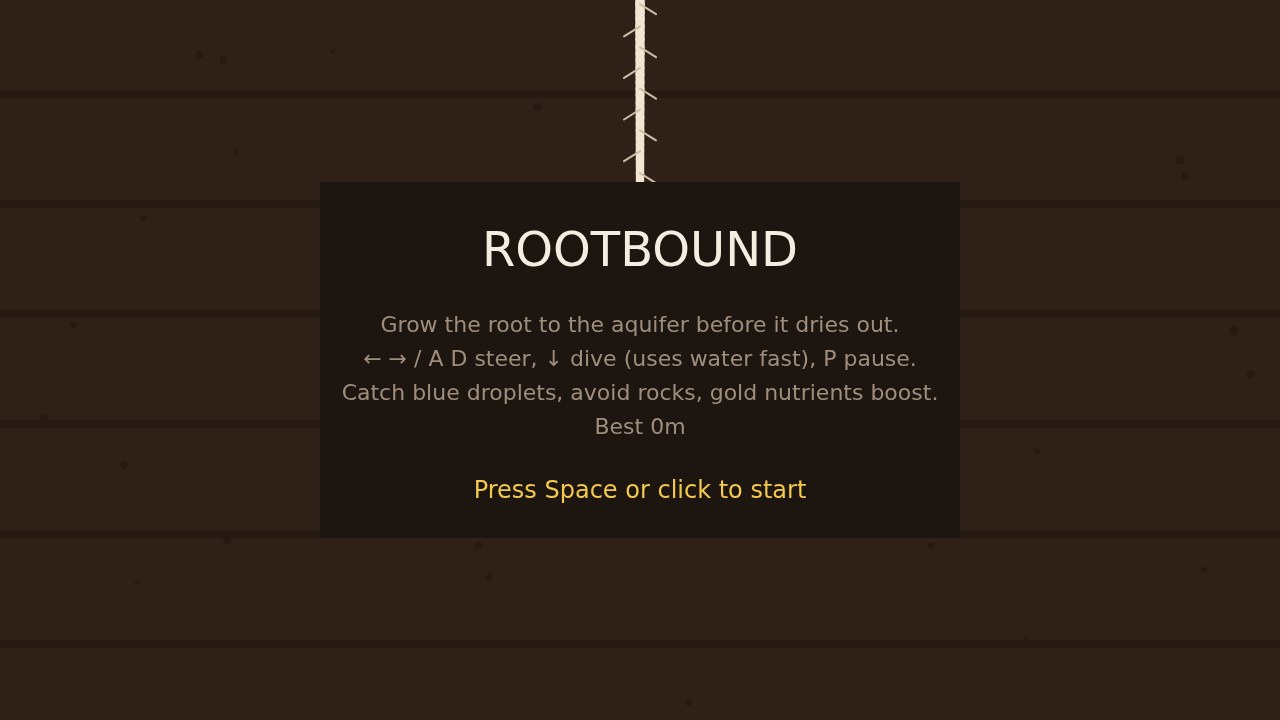 ROOTBOUND
Grow the root to the aquifer before it dries out.
← → / A D steer, ↓ dive (uses water fast), P pause.
Catch blue droplets, avoid rocks, gold nutrients boost.
Best 0m
Press Space or click to start